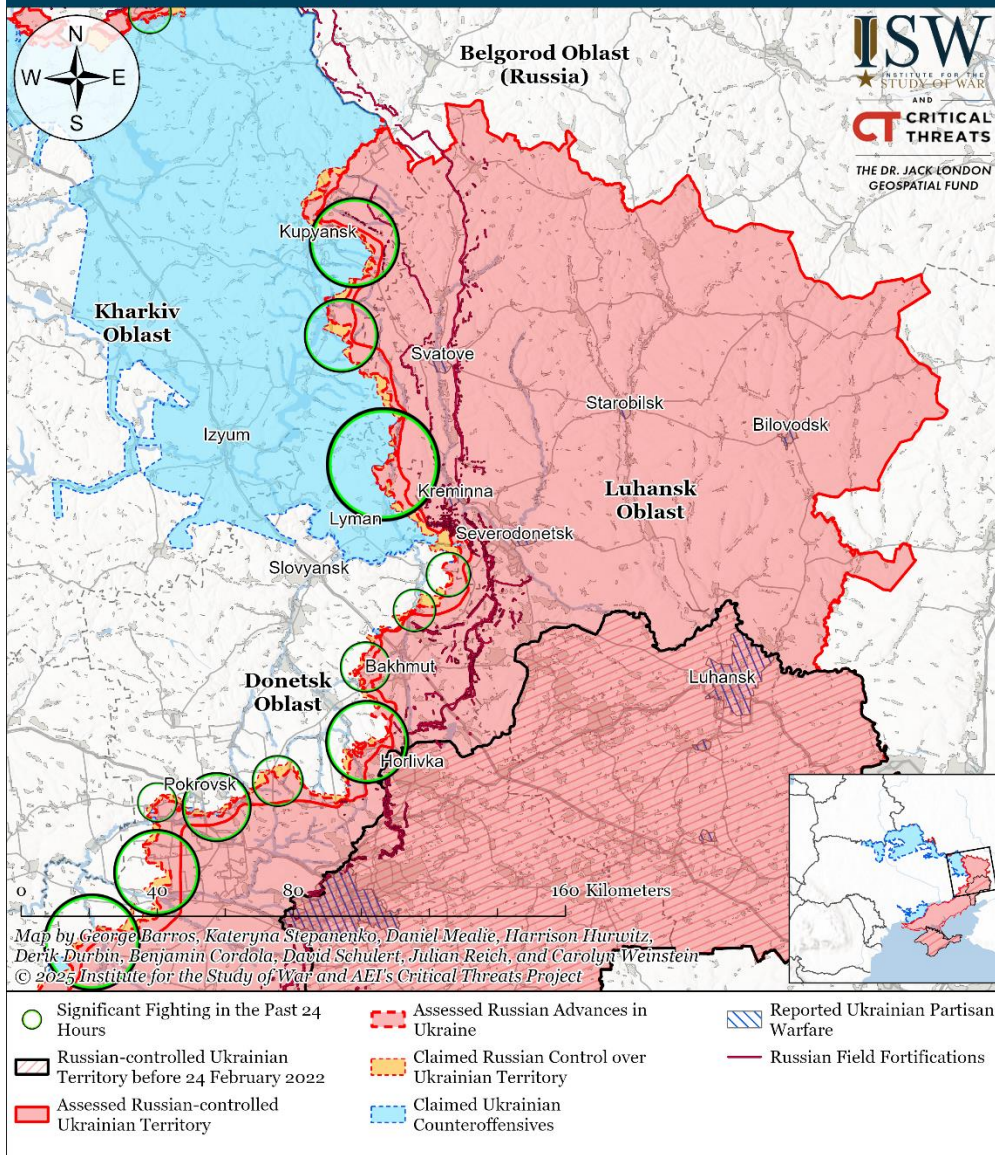 N
W E
S
Belgorod Oblast
(Russia)
ISW
INSTITUTE FOR THE
STUDY OF WAR
AND
CT CRITICAL
THREATS
THE DR. JACK LONDON
GEOSPATIAL FUND
Kupyansk
Kharkiv
Oblast
Svatove
Starobilsk
Bilovodsk
Izyum
Kreminna
Luhansk
Oblast
Lyman
Severodonetsk
Slovyansk
Bakhmut
Luhansk
Donetsk
Oblast
Horlivka
Pokrovsk
0 40 80 160 Kilometers
Map by George Barros, Kateryna Stepanenko, Daniel Mealie, Harrison Hurwitz,
Derik Durbin, Benjamin Cordola, David Schulert, Julian Reich, and Carolyn Weinstein
© 2025 Institute for the Study of War and AEI's Critical Threats Project
Significant Fighting in the Past 24
Hours
Russian-controlled Ukrainian
Territory before 24 February 2022
Assessed Russian-controlled
Ukrainian Territory
Assessed Russian Advances in
Ukraine
Claimed Russian Control over
Ukrainian Territory
Claimed Ukrainian
Counteroffensives
Reported Ukrainian Partisan
Warfare
Russian Field Fortifications